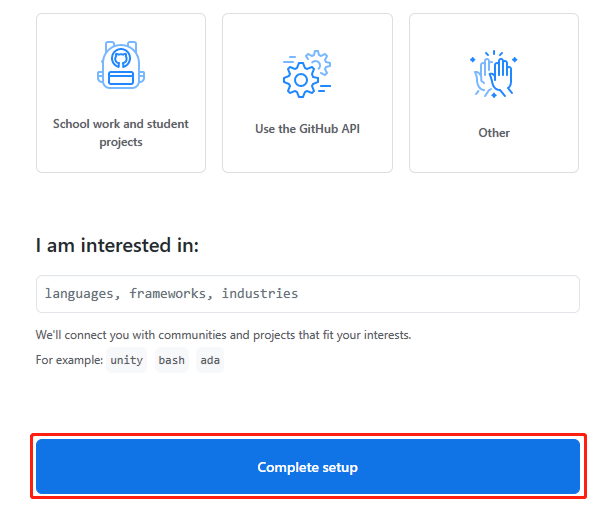 School work and student
projects
Use the GitHub API
Other
I am interested in:
languages, frameworks, industries
We'll connect you with communities and projects that fit your interests.
For example: unity bash ada
Complete setup